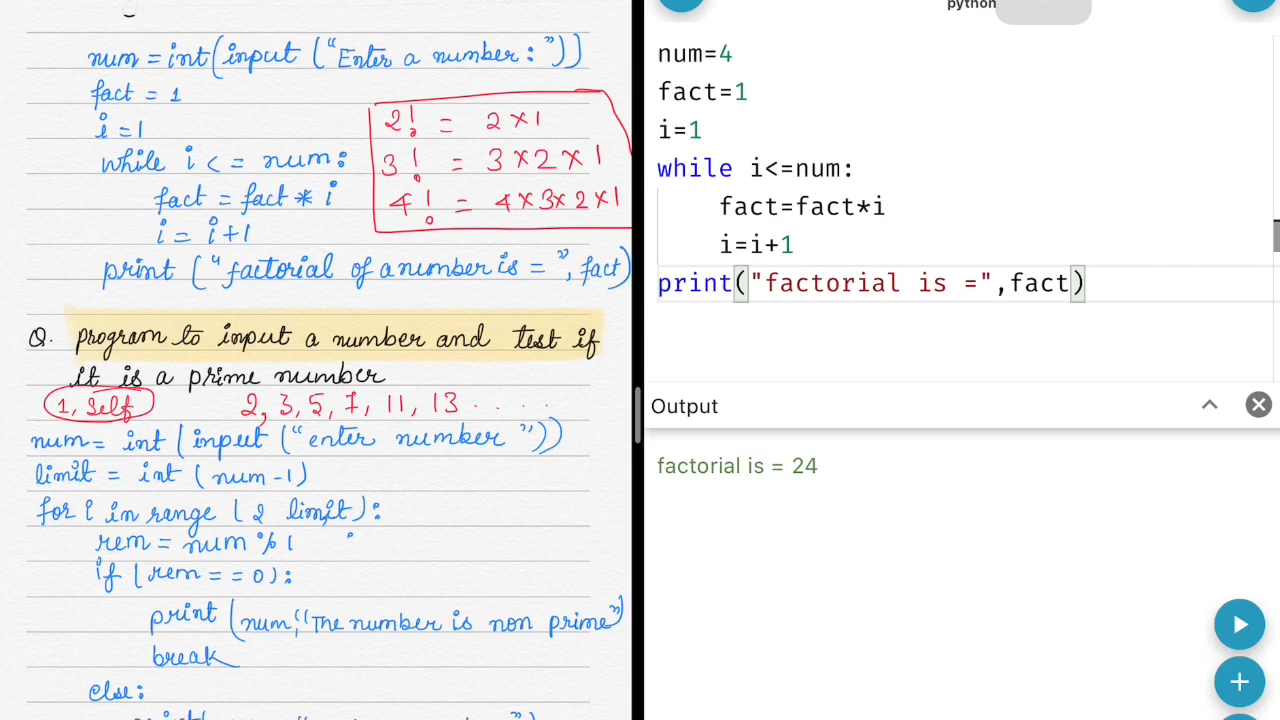 num = int(input ("Enter a number:"))
fact = 1
i = 1
while i <= num:
fact = fact * i
i = i+1
print ("factorial of a number is =", fact)
2! = 2×1
3! = 3×2×1
4! = 4×3×2×1
Q. program to input a number and test if
it is a prime number
1, Self 2, 3, 5, 7, 11, 13 . . . . .
num = int (input ("enter number"))
limit = int (num-1)
for i in range (2 limit):
rem = num % i
if (rem == 0):
print (num,"The number is non prime")
break
else:
python
num=4
fact=1
i=1
while i<=num:
fact=fact*i
i=i+1
print("factorial is =",fact)
Output
factorial is = 24